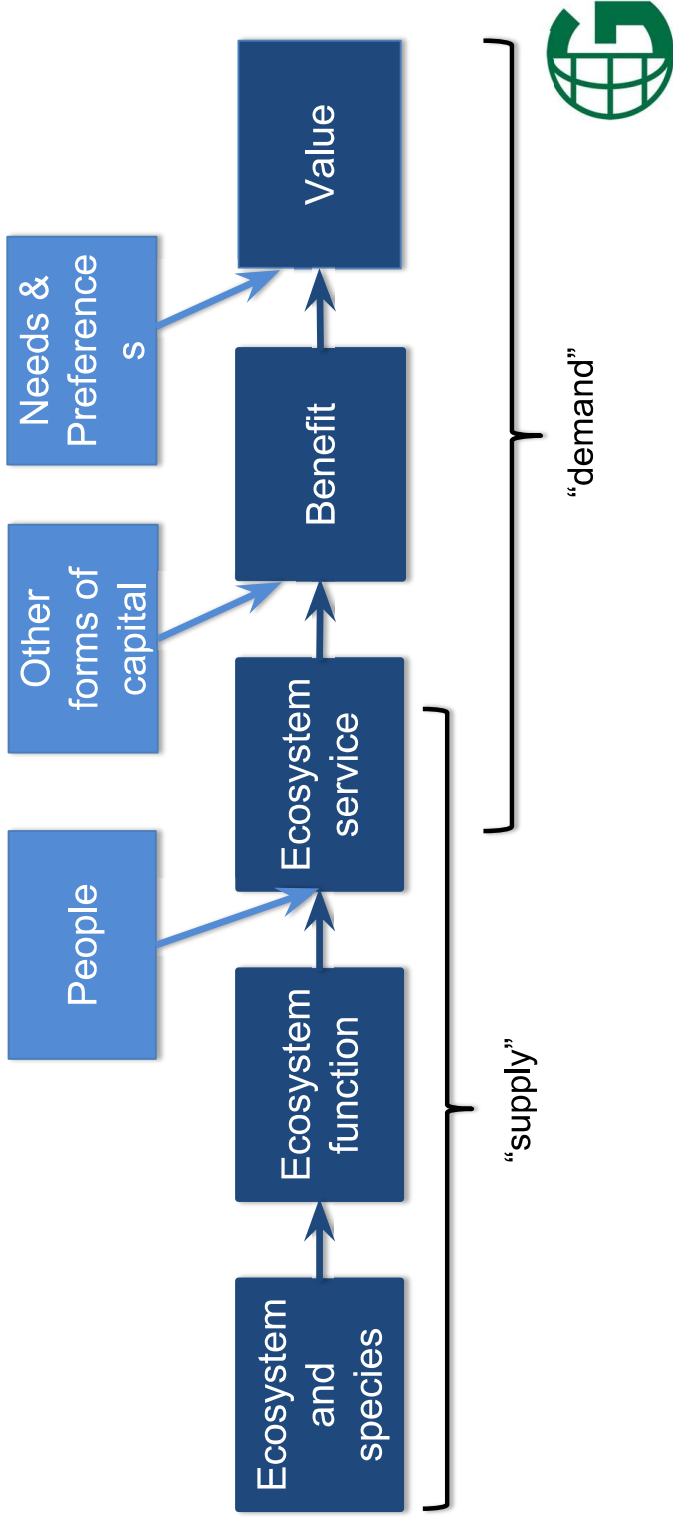 People
Other
forms of
capital
Needs &
Preference
s
Ecosystem
and
species
Ecosystem
function
Ecosystem
service
Benefit
Value
“supply”
“demand”